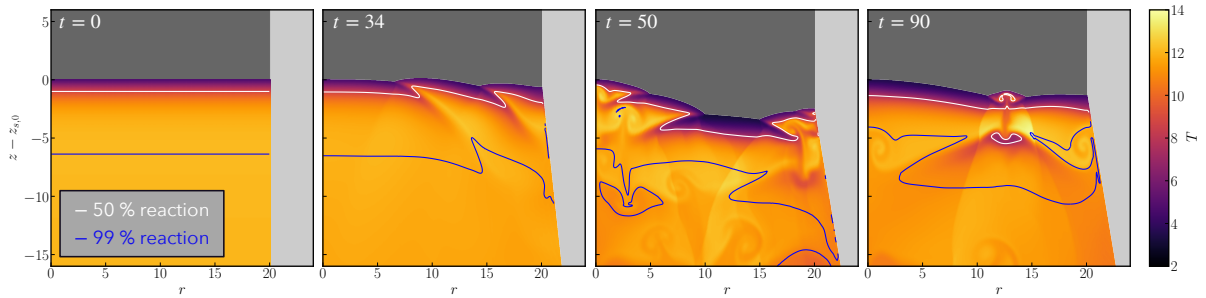 t = 0
t = 34
t = 50
t = 90
5
0
−5
−10
−15
z − z_{s,0}
− 50 % reaction
− 99 % reaction
0 5 10 15 20
0 5 10 15 20
0 5 10 15 20
0 5 10 15 20
r
r
r
r
14
12
10
8
6
4
2
T